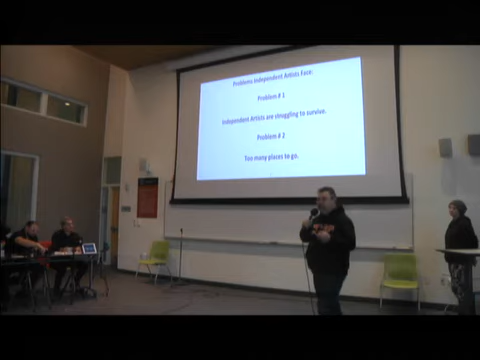 Problems Independent Artists Face:
Problem # 1
Independent Artists are struggling to survive.
Problem # 2
Too many places to go.